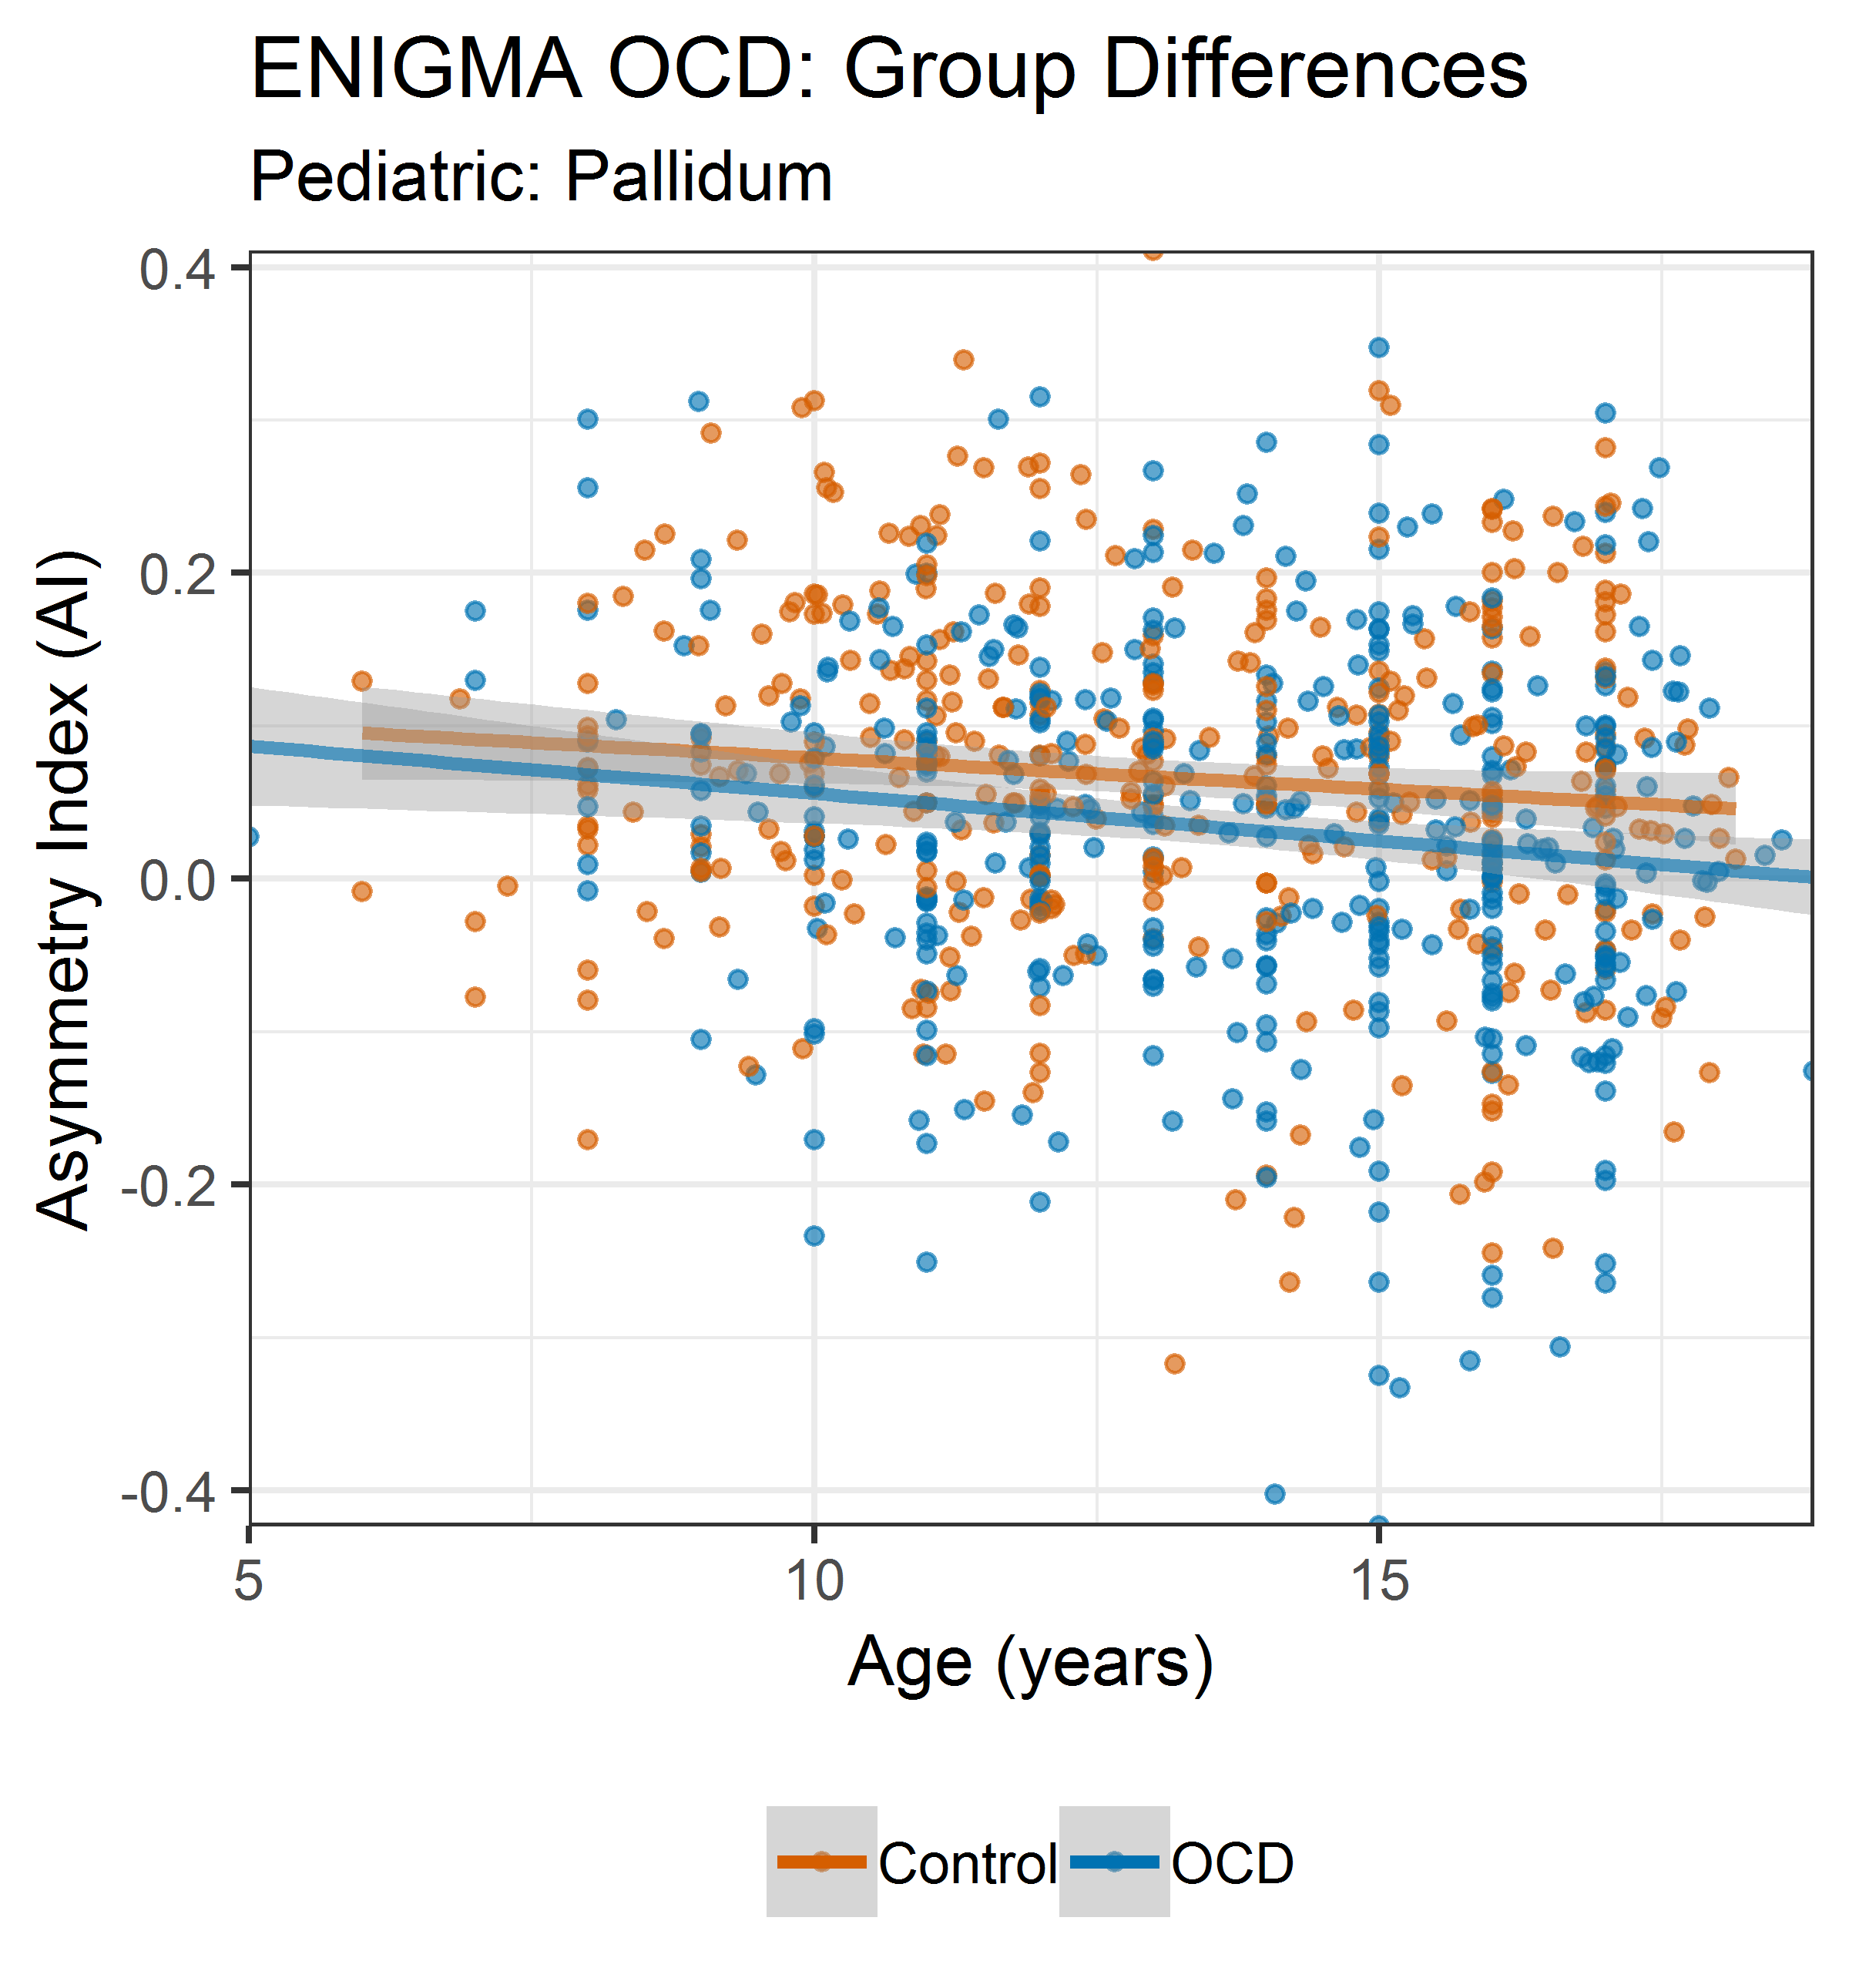 ENIGMA OCD: Group Differences
Pediatric: Pallidum
0.4
0.2
0.0
-0.2
-0.4
Asymmetry Index (AI)
5 10 15
Age (years)
Control OCD